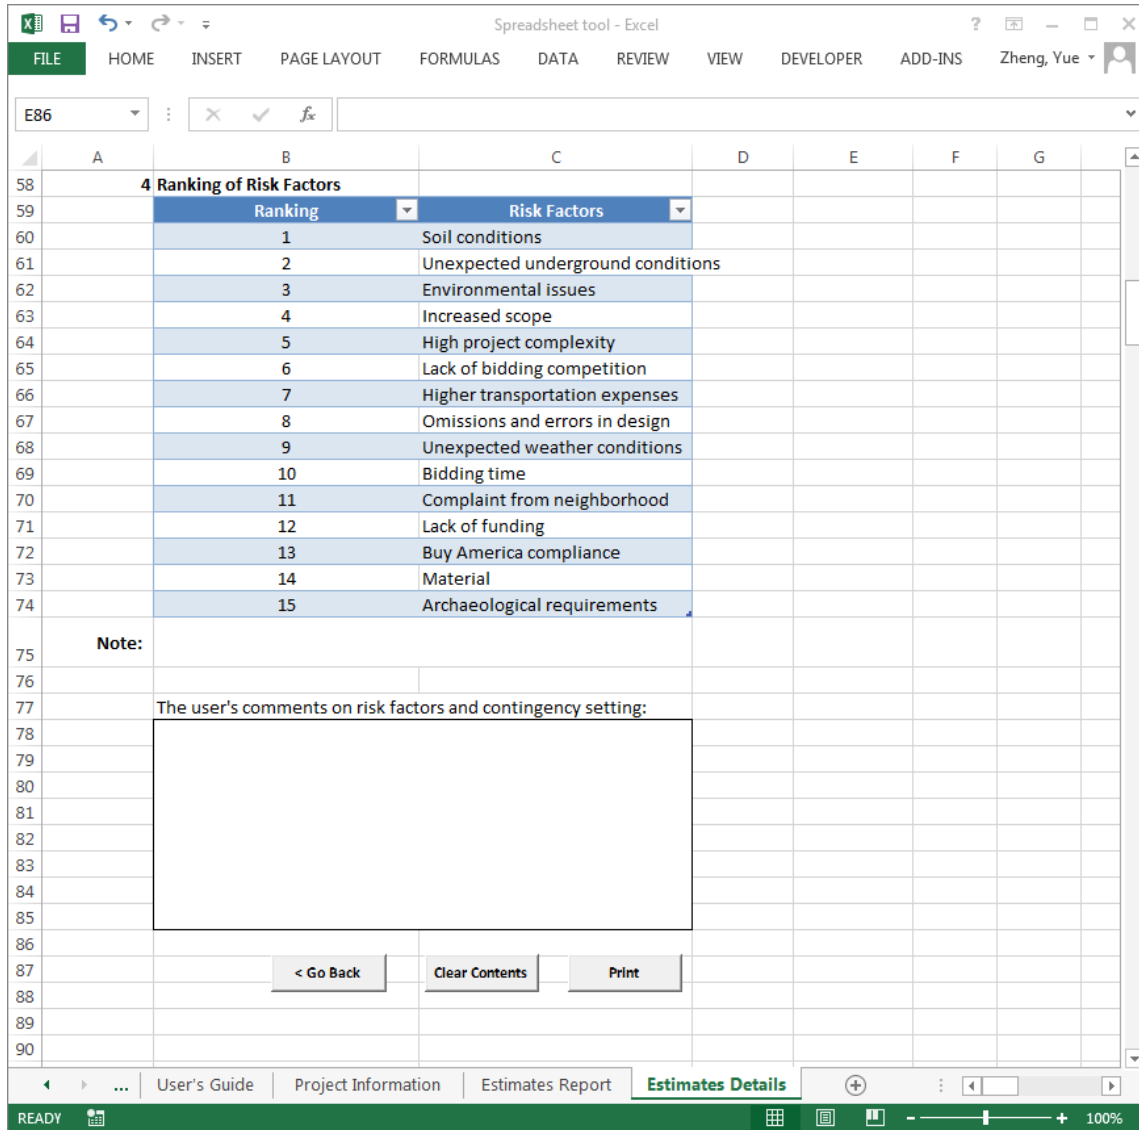 Spreadsheet tool - Excel
FILE HOME INSERT PAGE LAYOUT FORMULAS DATA REVIEW VIEW DEVELOPER ADD-INS Zheng, Yue
E86 fx
A B C D E F G
58 4 Ranking of Risk Factors
59 Ranking Risk Factors
60 1 Soil conditions
61 2 Unexpected underground conditions
62 3 Environmental issues
63 4 Increased scope
64 5 High project complexity
65 6 Lack of bidding competition
66 7 Higher transportation expenses
67 8 Omissions and errors in design
68 9 Unexpected weather conditions
69 10 Bidding time
70 11 Complaint from neighborhood
71 12 Lack of funding
72 13 Buy America compliance
73 14 Material
74 15 Archaeological requirements
75 Note:
76
77 The user's comments on risk factors and contingency setting:
78
79
80
81
82
83
84
85
86
87 < Go Back Clear Contents Print
88
89
90
... User's Guide Project Information Estimates Report Estimates Details
READY 100%